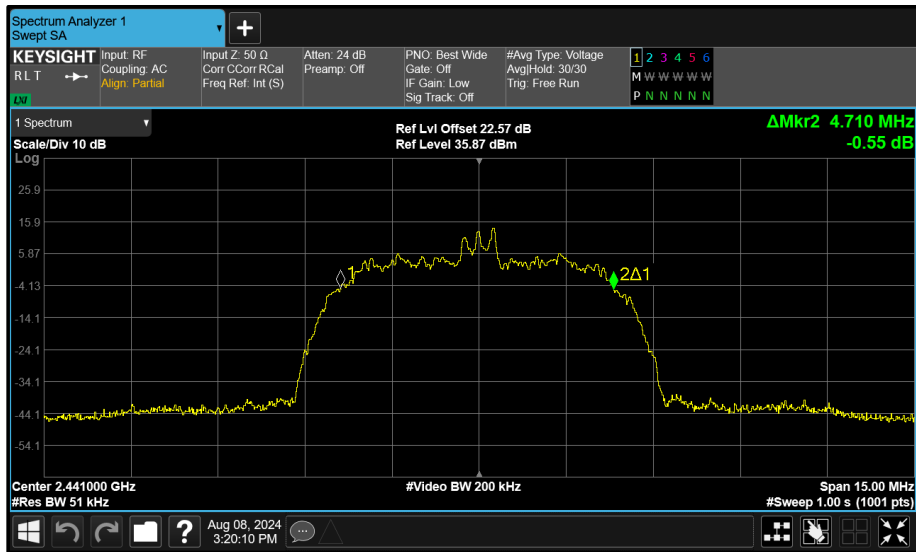 Spectrum Analyzer 1
Swept SA
KEYSIGHT
R L T
LXI
Input: RF
Coupling: AC
Align: Partial
Input Z: 50 Ω
Corr CCorr RCal
Freq Ref: Int (S)
Atten: 24 dB
Preamp: Off
PNO: Best Wide
Gate: Off
IF Gain: Low
Sig Track: Off
#Avg Type: Voltage
Avg|Hold: 30/30
Trig: Free Run
1 2 3 4 5 6
M W W W W W
P N N N N N
1 Spectrum
Scale/Div 10 dB
Ref Lvl Offset 22.57 dB
Ref Level 35.87 dBm
ΔMkr2 4.710 MHz
-0.55 dB
Log
25.9
15.9
5.87
-4.13
-14.1
-24.1
-34.1
-44.1
-54.1
1
2Δ1
Center 2.441000 GHz
#Res BW 51 kHz
#Video BW 200 kHz
Span 15.00 MHz
#Sweep 1.00 s (1001 pts)
Aug 08, 2024
3:20:10 PM